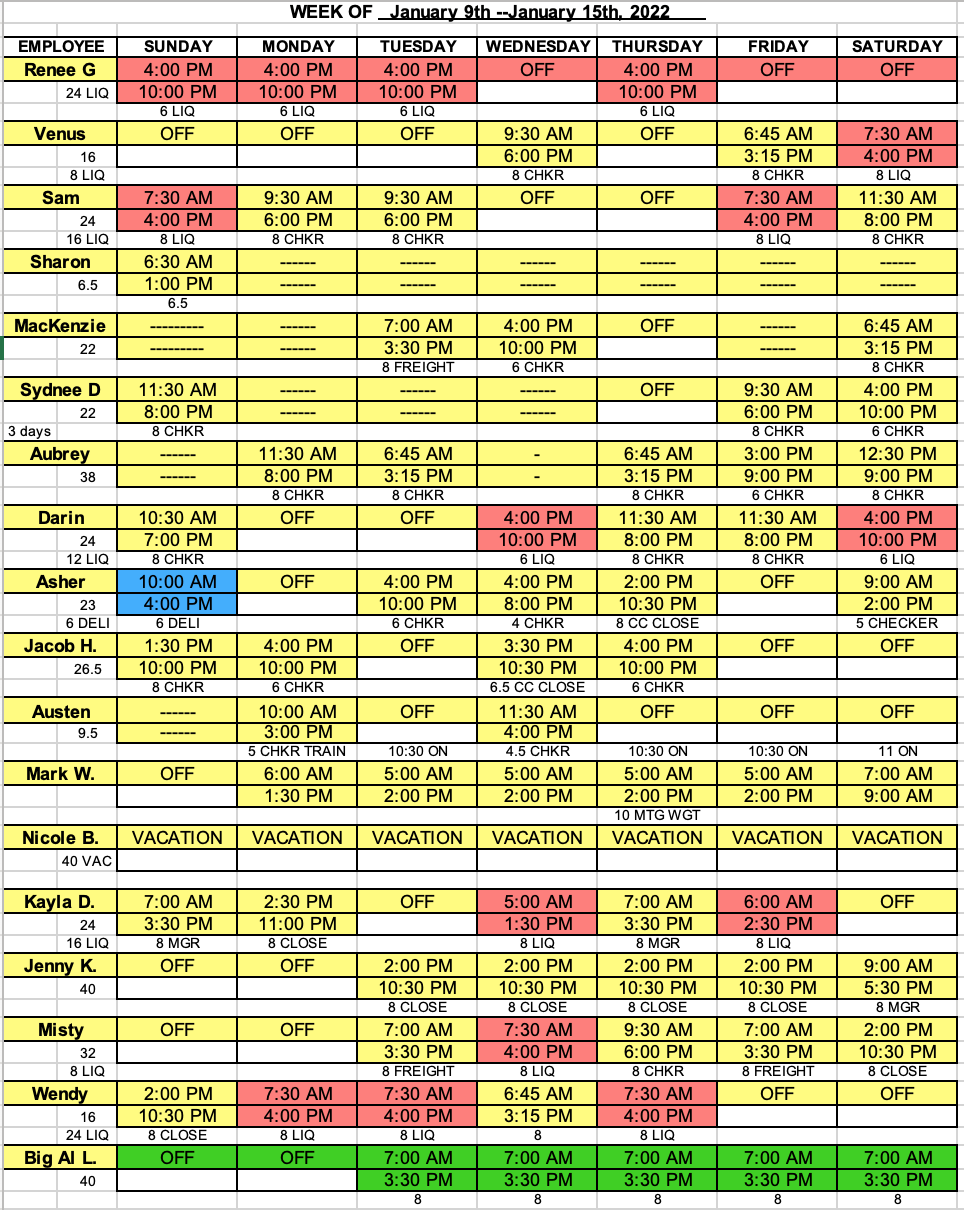 WEEK OF January 9th --January 15th, 2022
EMPLOYEE SUNDAY MONDAY TUESDAY WEDNESDAY THURSDAY FRIDAY SATURDAY
Renee G 4:00 PM 4:00 PM 4:00 PM OFF 4:00 PM OFF OFF
24 LIQ 10:00 PM 10:00 PM 10:00 PM 10:00 PM
6 LIQ 6 LIQ 6 LIQ 6 LIQ
Venus OFF OFF OFF 9:30 AM OFF 6:45 AM 7:30 AM
16 6:00 PM 3:15 PM 4:00 PM
8 LIQ 8 CHKR 8 CHKR 8 LIQ
Sam 7:30 AM 9:30 AM 9:30 AM OFF OFF 7:30 AM 11:30 AM
24 4:00 PM 6:00 PM 6:00 PM 4:00 PM 8:00 PM
16 LIQ 8 LIQ 8 CHKR 8 CHKR 8 LIQ 8 CHKR
Sharon 6:30 AM ------ ------ ------ ------ ------ ------
6.5 1:00 PM ------ ------ ------ ------ ------ ------
6.5
MacKenzie --------- ------ 7:00 AM 4:00 PM OFF ------ 6:45 AM
22 --------- ------ 3:30 PM 10:00 PM ------ 3:15 PM
8 FREIGHT 6 CHKR 8 CHKR
Sydnee D 11:30 AM ------ ------ ------ OFF 9:30 AM 4:00 PM
22 8:00 PM ------ ------ ------ 6:00 PM 10:00 PM
3 days 8 CHKR 8 CHKR 6 CHKR
Aubrey ------ 11:30 AM 6:45 AM - 6:45 AM 3:00 PM 12:30 PM
38 ------ 8:00 PM 3:15 PM - 3:15 PM 9:00 PM 9:00 PM
8 CHKR 8 CHKR 8 CHKR 6 CHKR 8 CHKR
Darin 10:30 AM OFF OFF 4:00 PM 11:30 AM 11:30 AM 4:00 PM
24 7:00 PM 10:00 PM 8:00 PM 8:00 PM 10:00 PM
12 LIQ 8 CHKR 6 LIQ 8 CHKR 8 CHKR 6 LIQ
Asher 10:00 AM OFF 4:00 PM 4:00 PM 2:00 PM OFF 9:00 AM
23 4:00 PM 10:00 PM 8:00 PM 10:30 PM 2:00 PM
6 DELI 6 DELI 6 CHKR 4 CHKR 8 CC CLOSE 5 CHECKER
Jacob H. 1:30 PM 4:00 PM OFF 3:30 PM 4:00 PM OFF OFF
26.5 10:00 PM 10:00 PM 10:30 PM 10:00 PM
8 CHKR 6 CHKR 6.5 CC CLOSE 6 CHKR
Austen ------ 10:00 AM OFF 11:30 AM OFF OFF OFF
9.5 ------ 3:00 PM 4:00 PM
5 CHKR TRAIN 10:30 ON 4.5 CHKR 10:30 ON 10:30 ON 11 ON
Mark W. OFF 6:00 AM 5:00 AM 5:00 AM 5:00 AM 5:00 AM 7:00 AM
1:30 PM 2:00 PM 2:00 PM 2:00 PM 2:00 PM 9:00 AM
10 MTG WGT
Nicole B. VACATION VACATION VACATION VACATION VACATION VACATION VACATION
40 VAC
Kayla D. 7:00 AM 2:30 PM OFF 5:00 AM 7:00 AM 6:00 AM OFF
24 3:30 PM 11:00 PM 1:30 PM 3:30 PM 2:30 PM
16 LIQ 8 MGR 8 CLOSE 8 LIQ 8 MGR 8 LIQ
Jenny K. OFF OFF 2:00 PM 2:00 PM 2:00 PM 2:00 PM 9:00 AM
40 10:30 PM 10:30 PM 10:30 PM 10:30 PM 5:30 PM
8 CLOSE 8 CLOSE 8 CLOSE 8 CLOSE 8 MGR
Misty OFF OFF 7:00 AM 7:30 AM 9:30 AM 7:00 AM 2:00 PM
32 3:30 PM 4:00 PM 6:00 PM 3:30 PM 10:30 PM
8 LIQ 8 FREIGHT 8 LIQ 8 CHKR 8 FREIGHT 8 CLOSE
Wendy 2:00 PM 7:30 AM 7:30 AM 6:45 AM 7:30 AM OFF OFF
16 10:30 PM 4:00 PM 4:00 PM 3:15 PM 4:00 PM
24 LIQ 8 CLOSE 8 LIQ 8 LIQ 8 8 LIQ
Big Al L. OFF OFF 7:00 AM 7:00 AM 7:00 AM 7:00 AM 7:00 AM
40 3:30 PM 3:30 PM 3:30 PM 3:30 PM 3:30 PM
8 8 8 8 8